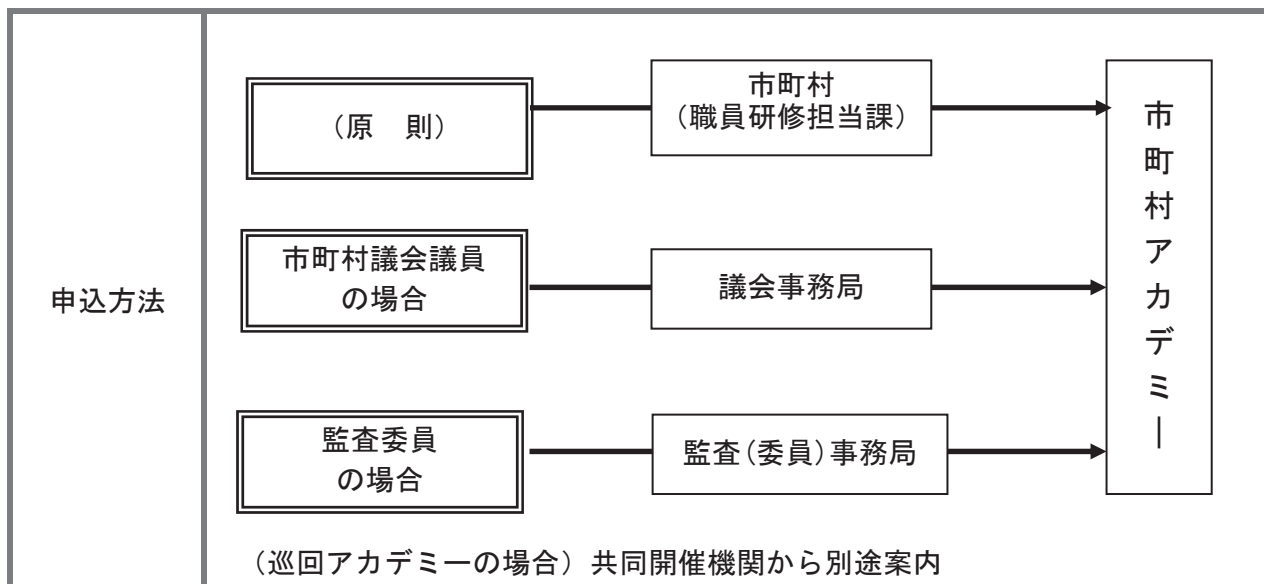 申込方法
（原　則）
市町村
（職員研修担当課）
市町村議会議員
の場合
議会事務局
監査委員
の場合
監査（委員）事務局
市町村アカデミー
（巡回アカデミーの場合）共同開催機関から別途案内